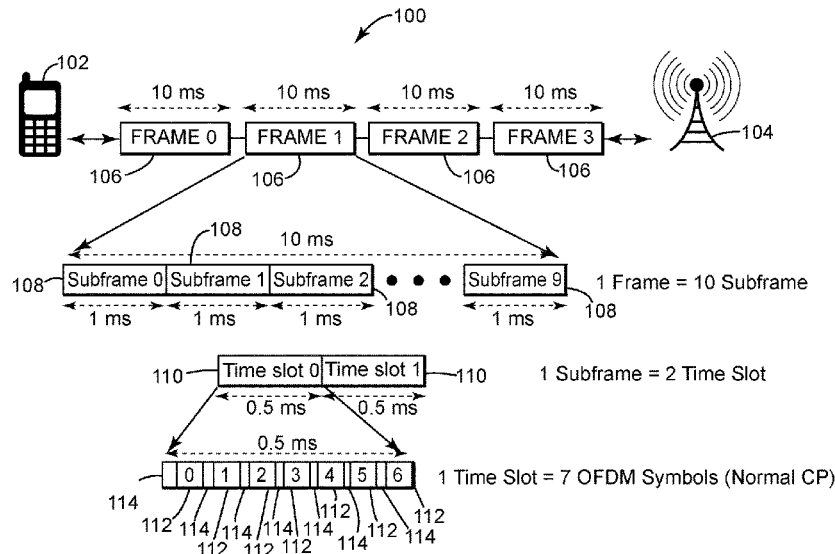 100
102
10 ms 10 ms 10 ms 10 ms
FRAME 0 FRAME 1 FRAME 2 FRAME 3
104
106 106 106 106
108
10 ms
108 Subframe 0 Subframe 1 Subframe 2 Subframe 9 1 Frame = 10 Subframe
108 108
1 ms 1 ms 1 ms 1 ms
110 Time slot 0 Time slot 1 110 1 Subframe = 2 Time Slot
0.5 ms 0.5 ms
0.5 ms
0 1 2 3 4 5 6 1 Time Slot = 7 OFDM Symbols (Normal CP)
114 112 112
112 114 114 112 114 114 114 112 114
112 112 112